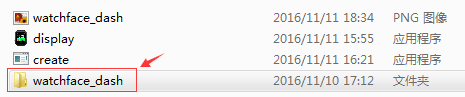 watchface_dash 2016/11/11 18:34 PNG 图像
display 2016/11/11 15:55 应用程序
create 2016/11/11 16:21 应用程序
watchface_dash 2016/11/10 17:12 文件夹